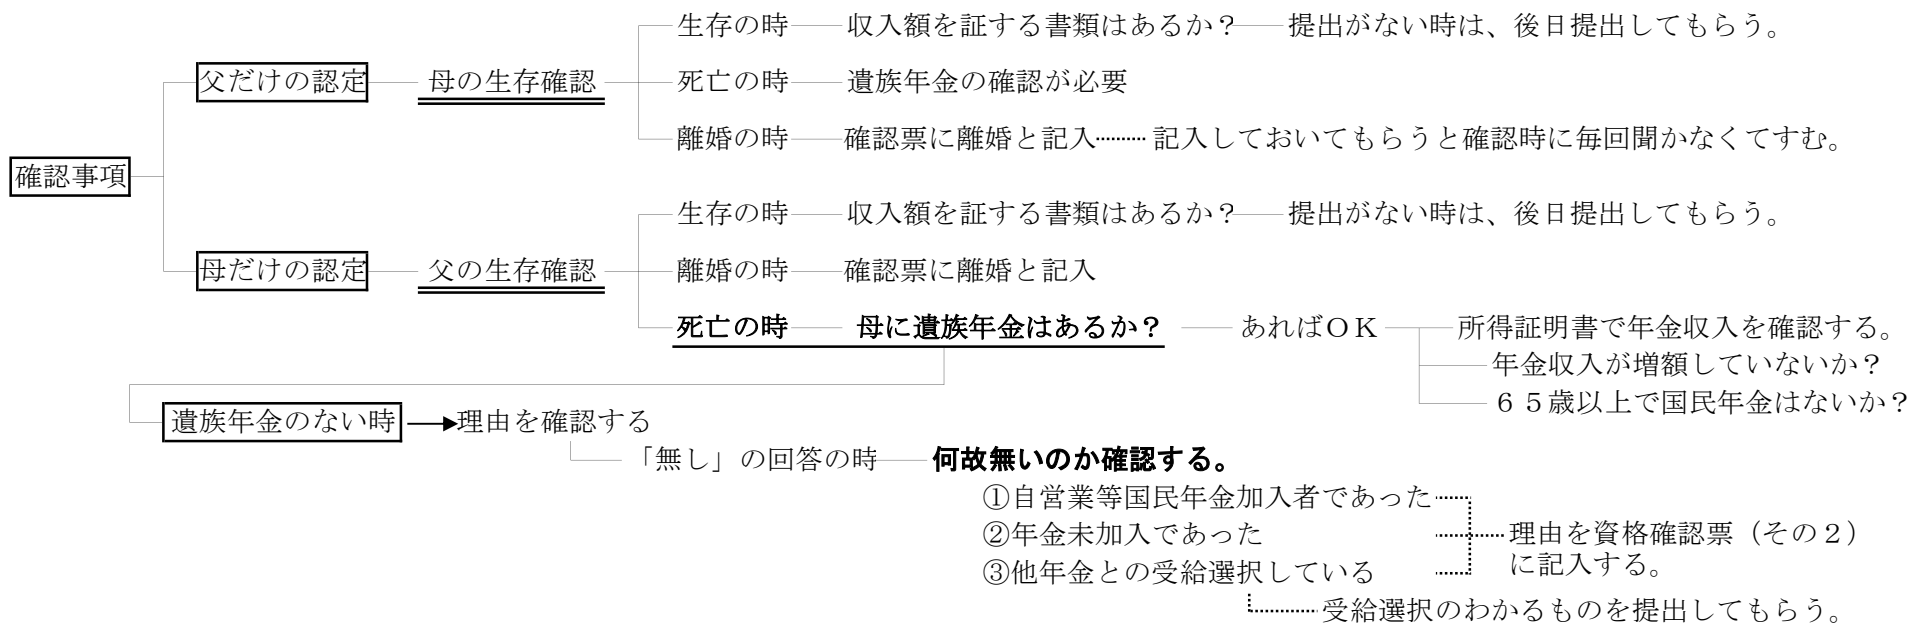 生存の時 収入額を証する書類はあるか？ 提出がない時は、後日提出してもらう。
父だけの認定 母の生存確認 死亡の時 遺族年金の確認が必要
離婚の時 確認票に離婚と記入 記入しておいてもらうと確認時に毎回聞かなくてすむ。
確認事項
生存の時 収入額を証する書類はあるか？ 提出がない時は、後日提出してもらう。
母だけの認定 父の生存確認 離婚の時 確認票に離婚と記入
死亡の時 母に遺族年金はあるか？ あればＯＫ 所得証明書で年金収入を確認する。
年金収入が増額していないか？
６５歳以上で国民年金はないか？
遺族年金のない時 理由を確認する
「無し」の回答の時 何故無いのか確認する。
①自営業等国民年金加入者であった
②年金未加入であった 理由を資格確認票（その２）
③他年金との受給選択している に記入する。
受給選択のわかるものを提出してもらう。